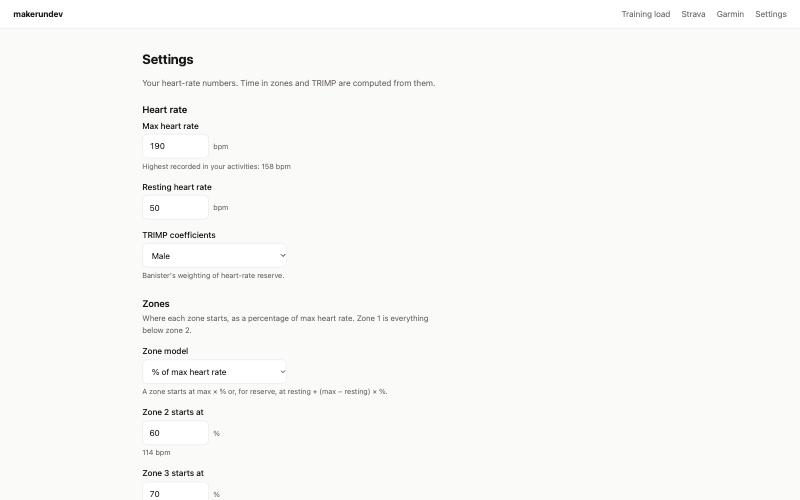 makerundev
Training load Strava Garmin Settings
Settings
Your heart-rate numbers. Time in zones and TRIMP are computed from them.
Heart rate
Max heart rate
190 bpm
Highest recorded in your activities: 158 bpm
Resting heart rate
50 bpm
TRIMP coefficients
Male
Banister's weighting of heart-rate reserve.
Zones
Where each zone starts, as a percentage of max heart rate. Zone 1 is everything
below zone 2.
Zone model
% of max heart rate
A zone starts at max × % or, for reserve, at resting + (max − resting) × %.
Zone 2 starts at
60 %
114 bpm
Zone 3 starts at
70 %